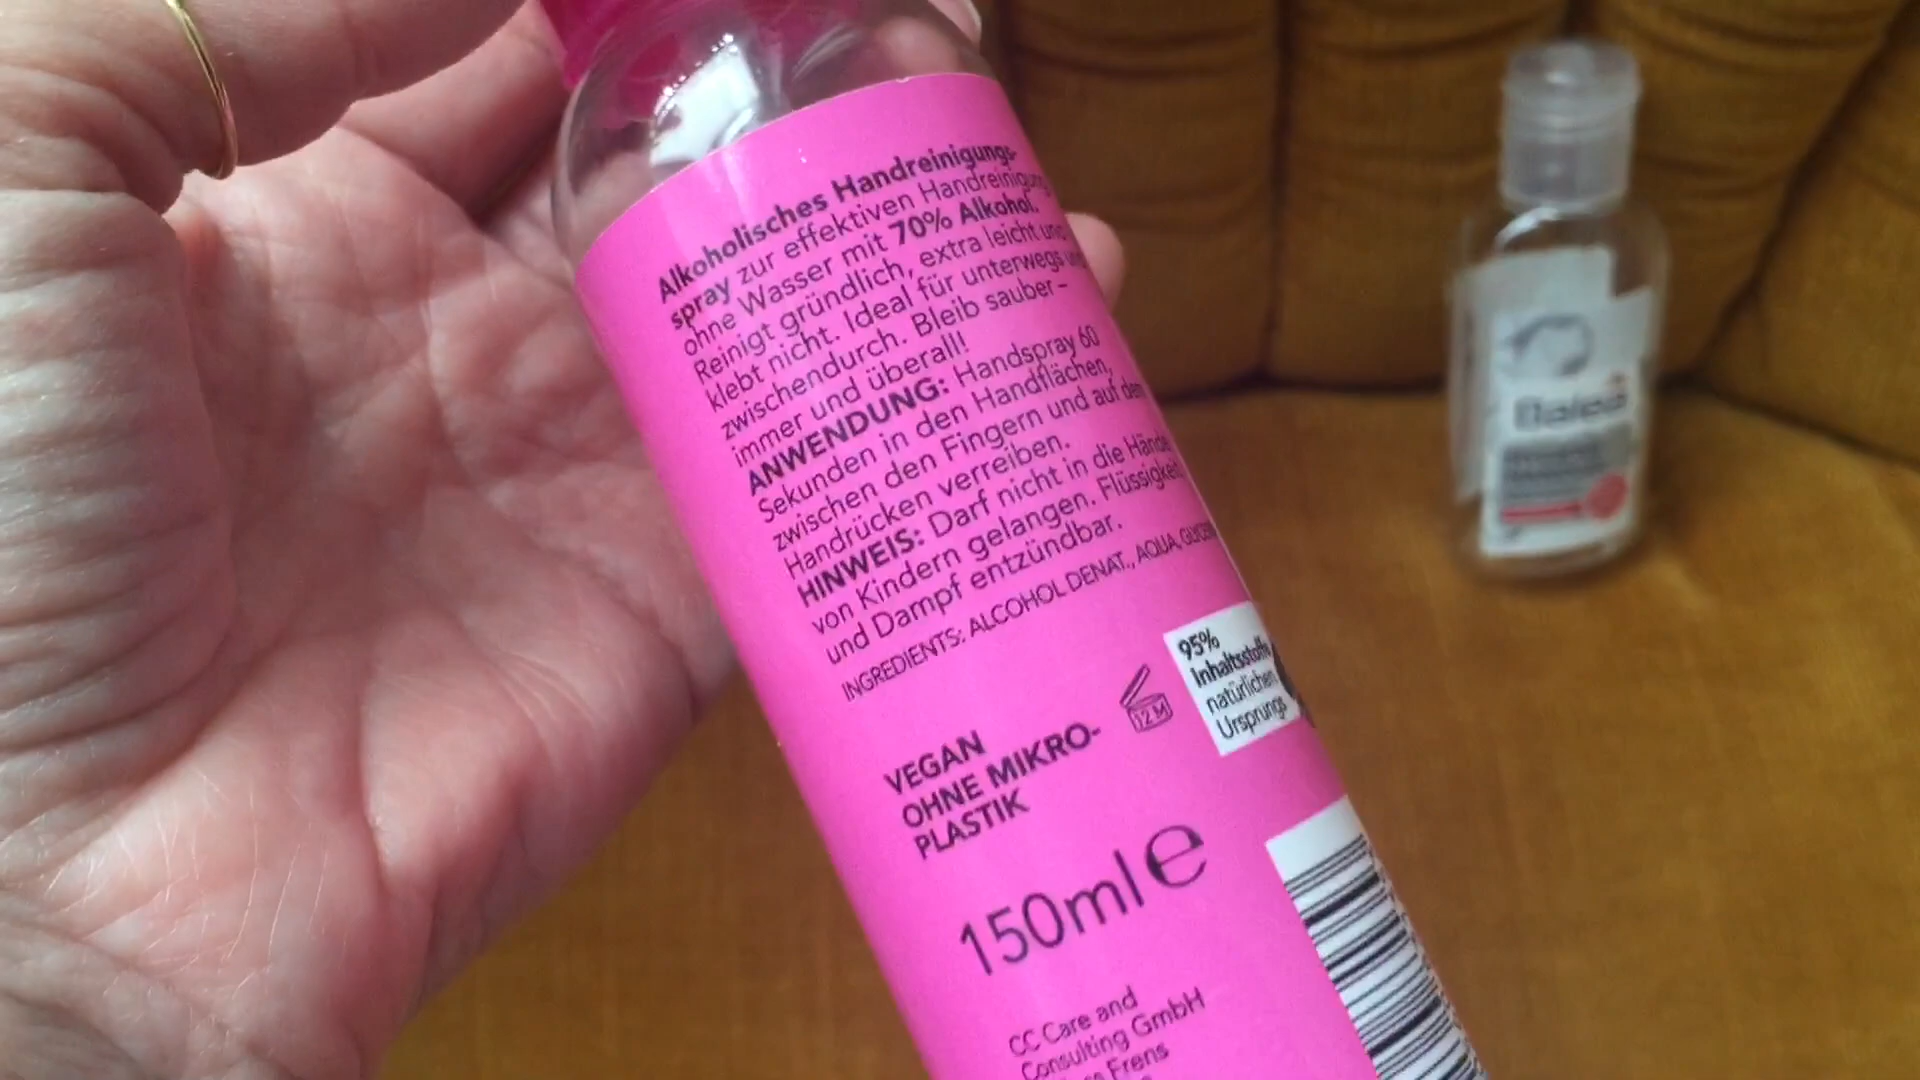 Alkoholisches Handreinigungs-
spray zur effektiven Handreinigung
ohne Wasser mit 70% Alkohol.
Reinigt gründlich, extra leicht und
klebt nicht. Ideal für unterwegs und
zwischendurch. Bleib sauber –
immer und überall!
ANWENDUNG: Handspray 60
Sekunden in den Handflächen,
zwischen den Fingern und auf dem
Handrücken verreiben.
HINWEIS: Darf nicht in die Hände
von Kindern gelangen. Flüssigkeit
und Dampf entzündbar.
INGREDIENTS: ALCOHOL DENAT., AQUA,
12 M
95%
Inhaltsstoffe
natürlichen
Ursprungs
VEGAN
OHNE MIKRO-
PLASTIK
150ml e
CC Care and
Consulting GmbH
Frens
Balea